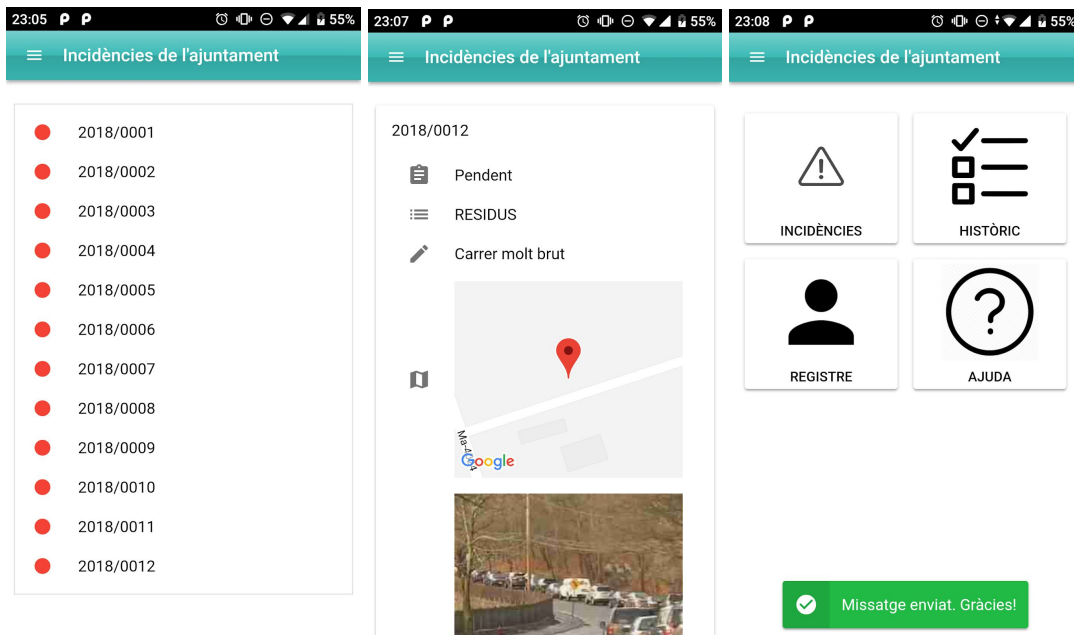 23:05 55%
Incidències de l'ajuntament
2018/0001
2018/0002
2018/0003
2018/0004
2018/0005
2018/0006
2018/0007
2018/0008
2018/0009
2018/0010
2018/0011
2018/0012
23:07 55%
Incidències de l'ajuntament
2018/0012
Pendent
RESIDUS
Carrer molt brut
Google
23:08 55%
Incidències de l'ajuntament
INCIDÈNCIES
HISTÒRIC
REGISTRE
AJUDA
Missatge enviat. Gràcies!